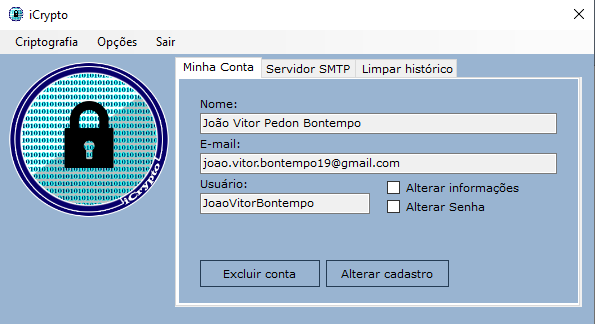 iCrypto
Criptografia Opções Sair
Minha Conta Servidor SMTP Limpar histórico
Nome:
João Vitor Pedon Bontempo
E-mail:
joao.vitor.bontempo19@gmail.com
Usuário:
JoaoVitorBontempo
Alterar informações
Alterar Senha
Excluir conta Alterar cadastro
iCrypto